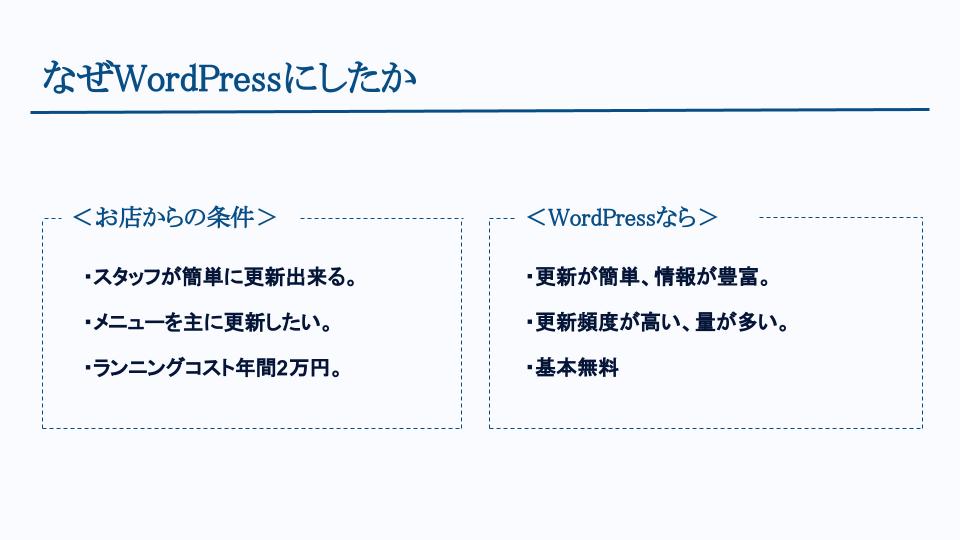 なぜWordPressにしたか
＜お店からの条件＞
・スタッフが簡単に更新出来る。
・メニューを主に更新したい。
・ランニングコスト年間2万円。
＜WordPressなら＞
・更新が簡単、情報が豊富。
・更新頻度が高い、量が多い。
・基本無料